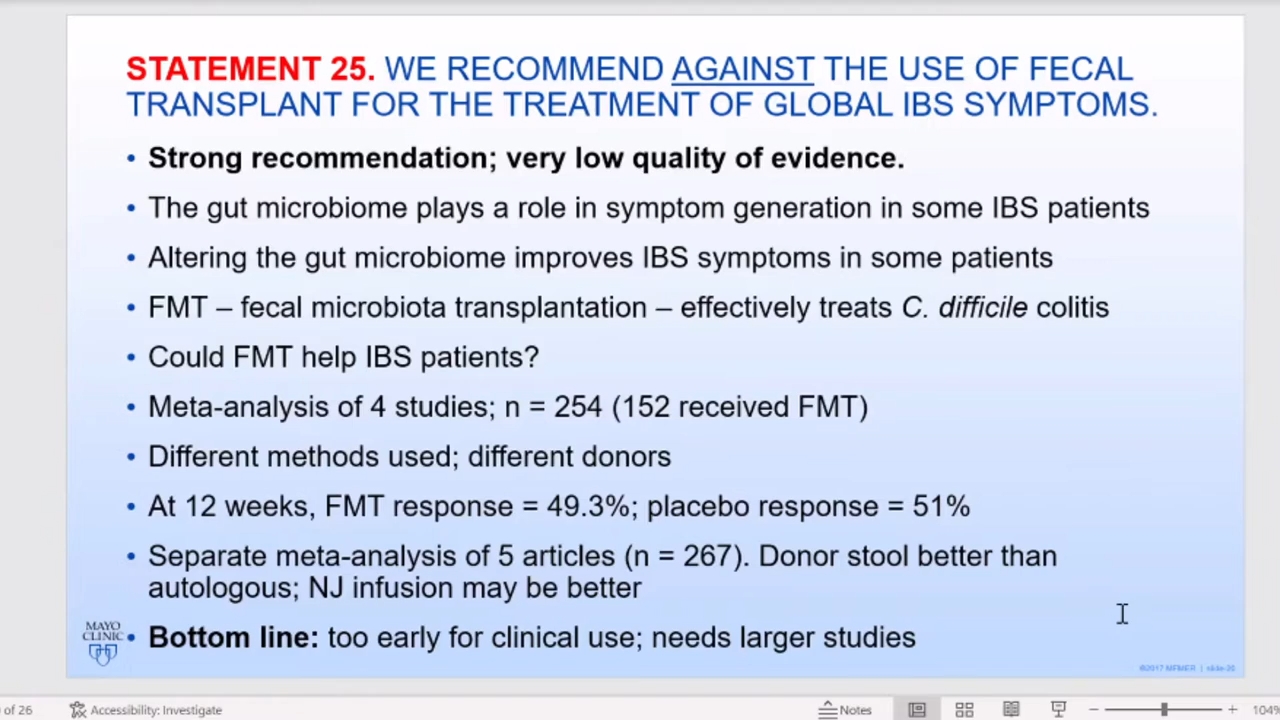 STATEMENT 25. WE RECOMMEND AGAINST THE USE OF FECAL
TRANSPLANT FOR THE TREATMENT OF GLOBAL IBS SYMPTOMS.
• Strong recommendation; very low quality of evidence.
• The gut microbiome plays a role in symptom generation in some IBS patients
• Altering the gut microbiome improves IBS symptoms in some patients
• FMT – fecal microbiota transplantation – effectively treats C. difficile colitis
• Could FMT help IBS patients?
• Meta-analysis of 4 studies; n = 254 (152 received FMT)
• Different methods used; different donors
• At 12 weeks, FMT response = 49.3%; placebo response = 51%
• Separate meta-analysis of 5 articles (n = 267). Donor stool better than
autologous; NJ infusion may be better
MAYO
CLINIC
• Bottom line: too early for clinical use; needs larger studies
©2017 MFMER | slide-20
of 26
Accessibility: Investigate
Notes
104%